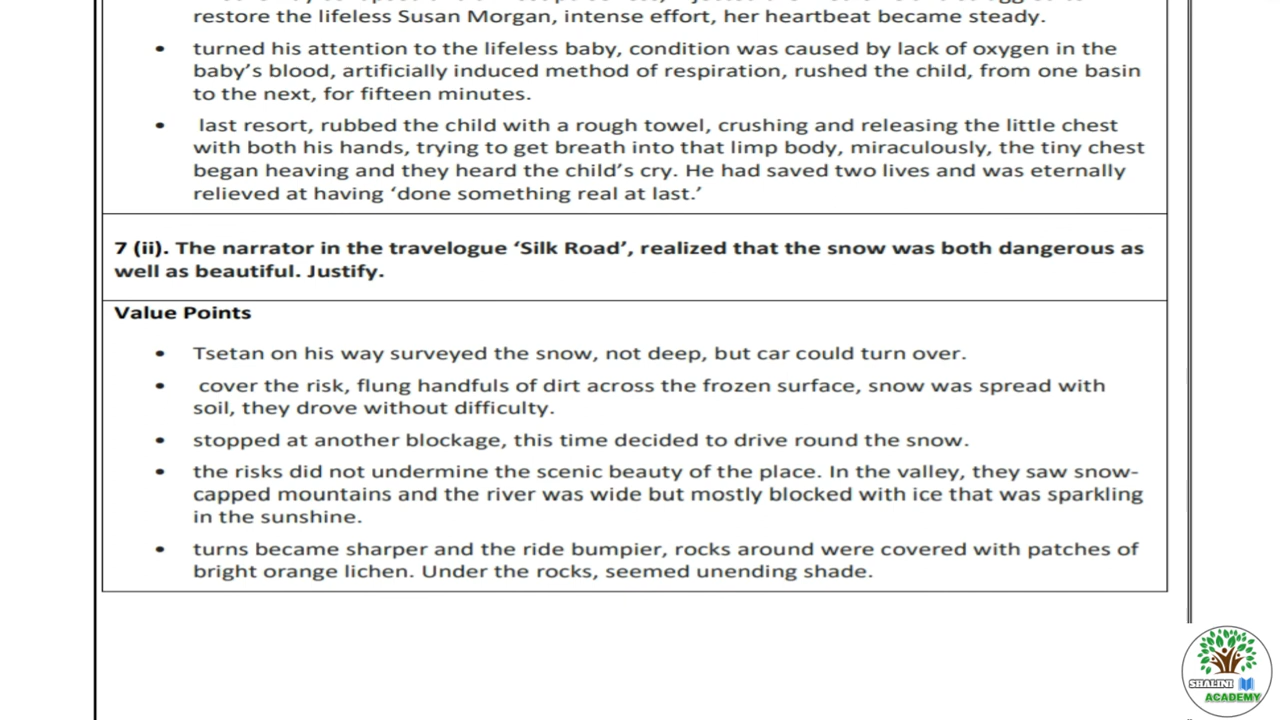 restore the lifeless Susan Morgan, intense effort, her heartbeat became steady.
• turned his attention to the lifeless baby, condition was caused by lack of oxygen in the
baby’s blood, artificially induced method of respiration, rushed the child, from one basin
to the next, for fifteen minutes.
• last resort, rubbed the child with a rough towel, crushing and releasing the little chest
with both his hands, trying to get breath into that limp body, miraculously, the tiny chest
began heaving and they heard the child’s cry. He had saved two lives and was eternally
relieved at having ‘done something real at last.’
7 (ii). The narrator in the travelogue ‘Silk Road’, realized that the snow was both dangerous as
well as beautiful. Justify.
Value Points
• Tsetan on his way surveyed the snow, not deep, but car could turn over.
• cover the risk, flung handfuls of dirt across the frozen surface, snow was spread with
soil, they drove without difficulty.
• stopped at another blockage, this time decided to drive round the snow.
• the risks did not undermine the scenic beauty of the place. In the valley, they saw snow-
capped mountains and the river was wide but mostly blocked with ice that was sparkling
in the sunshine.
• turns became sharper and the ride bumpier, rocks around were covered with patches of
bright orange lichen. Under the rocks, seemed unending shade.
SHALINI
ACADEMY